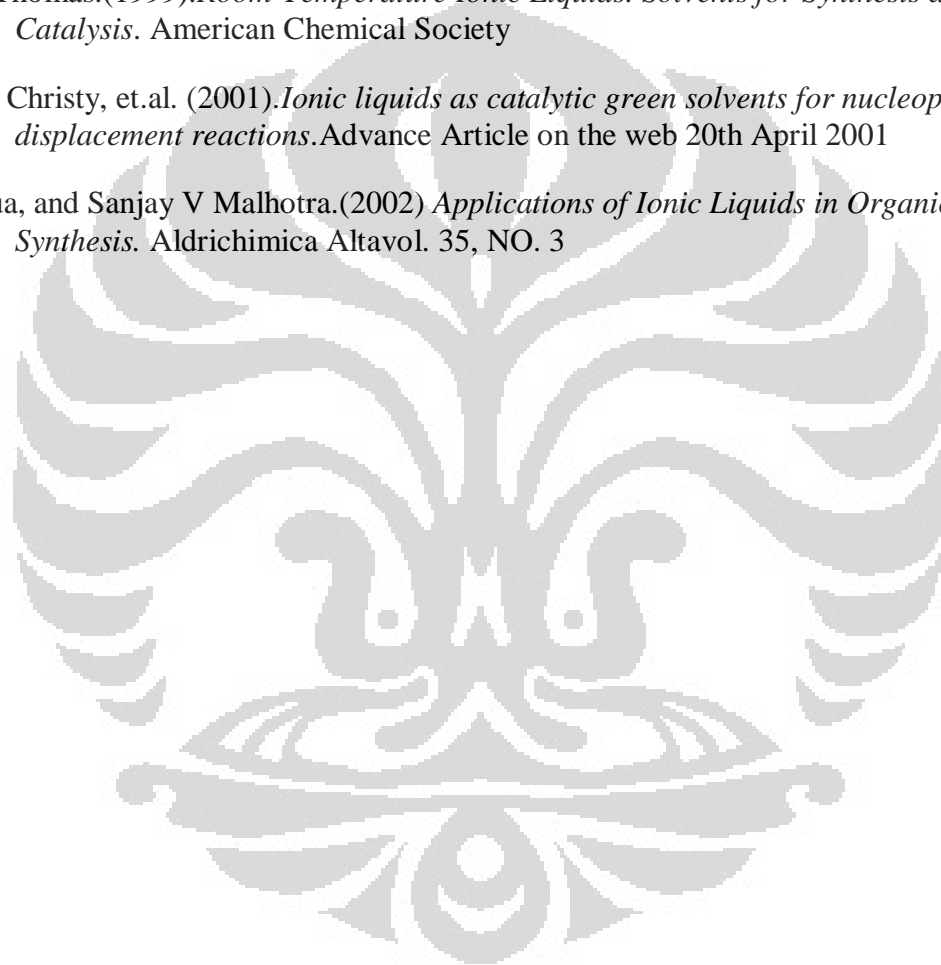 Thomas.(1999).Room-Temperature Ionic Liquids. Solvents for Synthesis
Catalysis. American Chemical Society
Christy, et.al. (2001).Ionic liquids as catalytic green solvents for
displacement reactions.Advance Article on the web 20th April 2001
and Sanjay V Malhotra.(2002) Applications of Ionic Liquids in Organic
Synthesis. Aldrichimica Altavol. 35, NO. 3